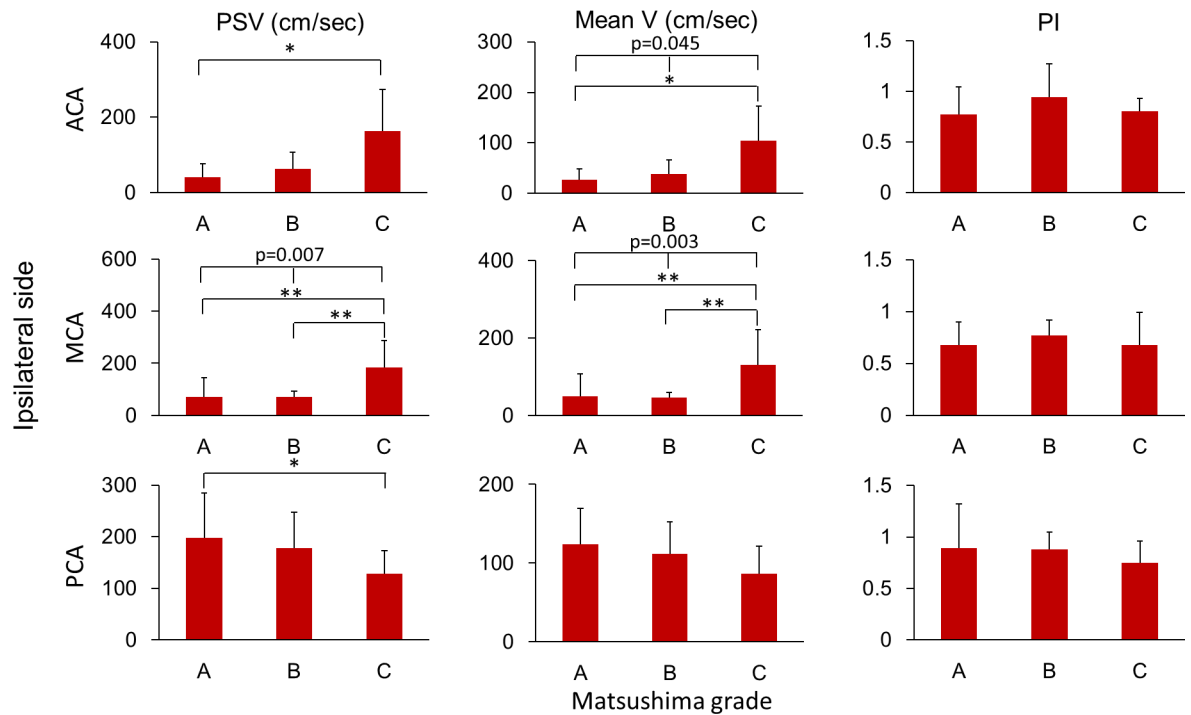 PSV (cm/sec) Mean V (cm/sec) PI
Ipsilateral side
ACA
400
200
0
*
A B C
300
200
100
0
p=0.045
*
A B C
1.5
1
0.5
0
A B C
MCA
600
400
200
0
p=0.007
**
**
A B C
400
200
0
p=0.003
**
**
A B C
1.5
1
0.5
0
A B C
PCA
300
200
100
0
*
A B C
200
100
0
A B C
1.5
1
0.5
0
A B C
Matsushima grade